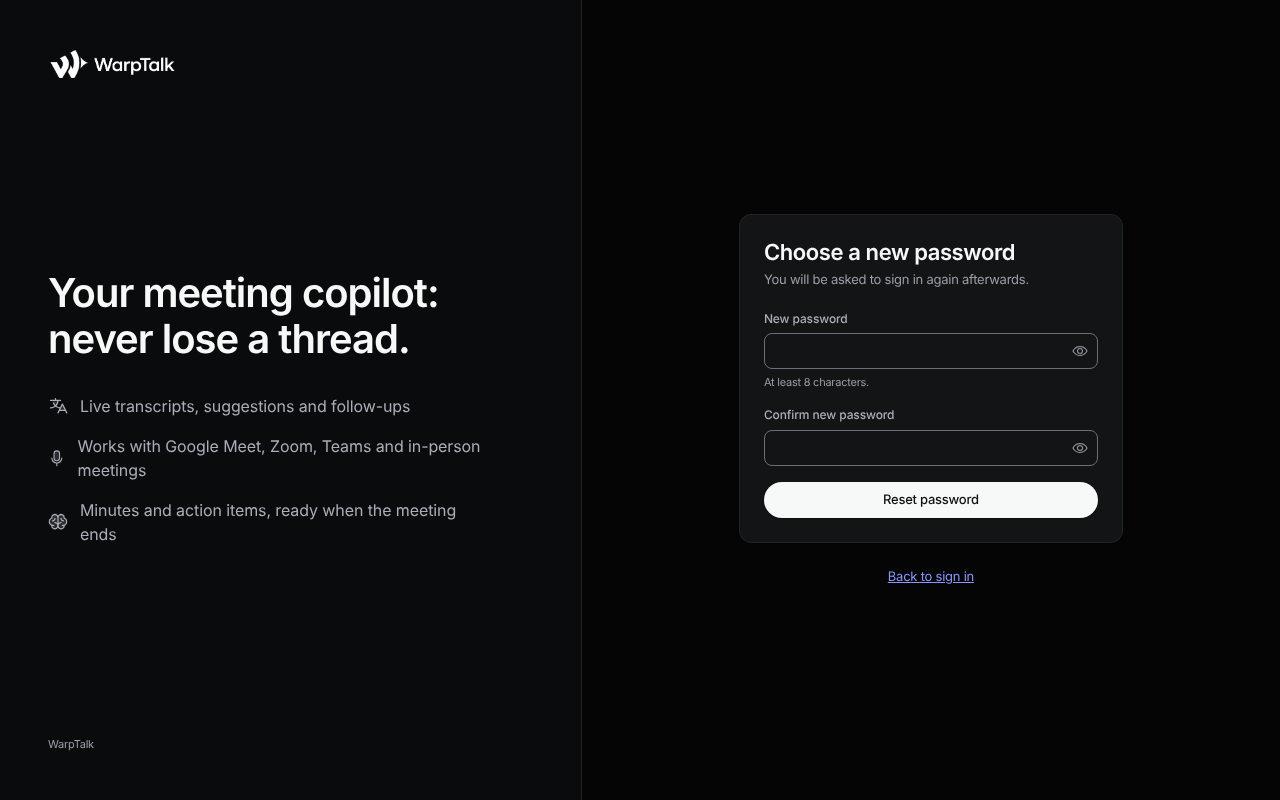 WarpTalk
Your meeting copilot:
never lose a thread.
Live transcripts, suggestions and follow-ups
Works with Google Meet, Zoom, Teams and in-person
meetings
Minutes and action items, ready when the meeting
ends
WarpTalk
Choose a new password
You will be asked to sign in again afterwards.
New password
At least 8 characters.
Confirm new password
Reset password
Back to sign in